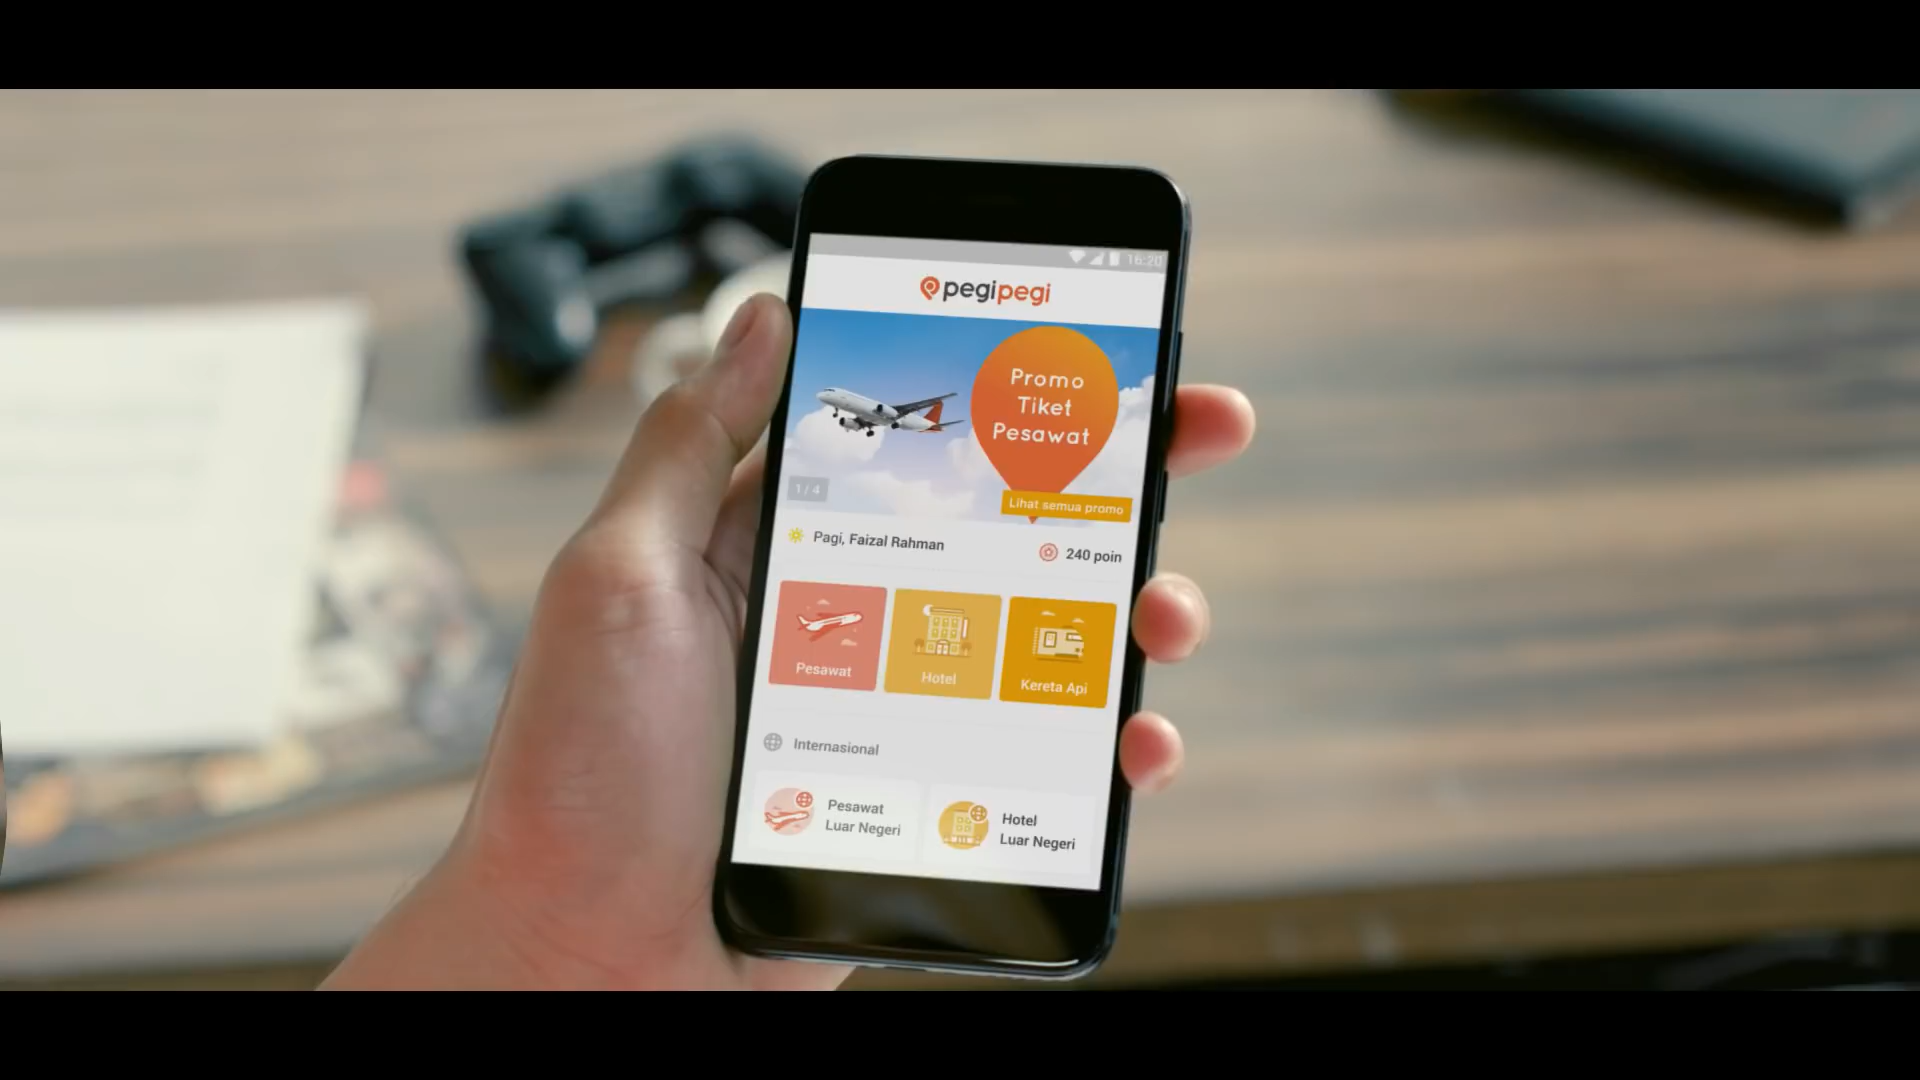 16:20
pegipegi
Promo
Tiket
Pesawat
1 / 4
Lihat semua promo
Pagi, Faizal Rahman
240 poin
Pesawat
Hotel
Kereta Api
Internasional
Pesawat
Luar Negeri
Hotel
Luar Negeri